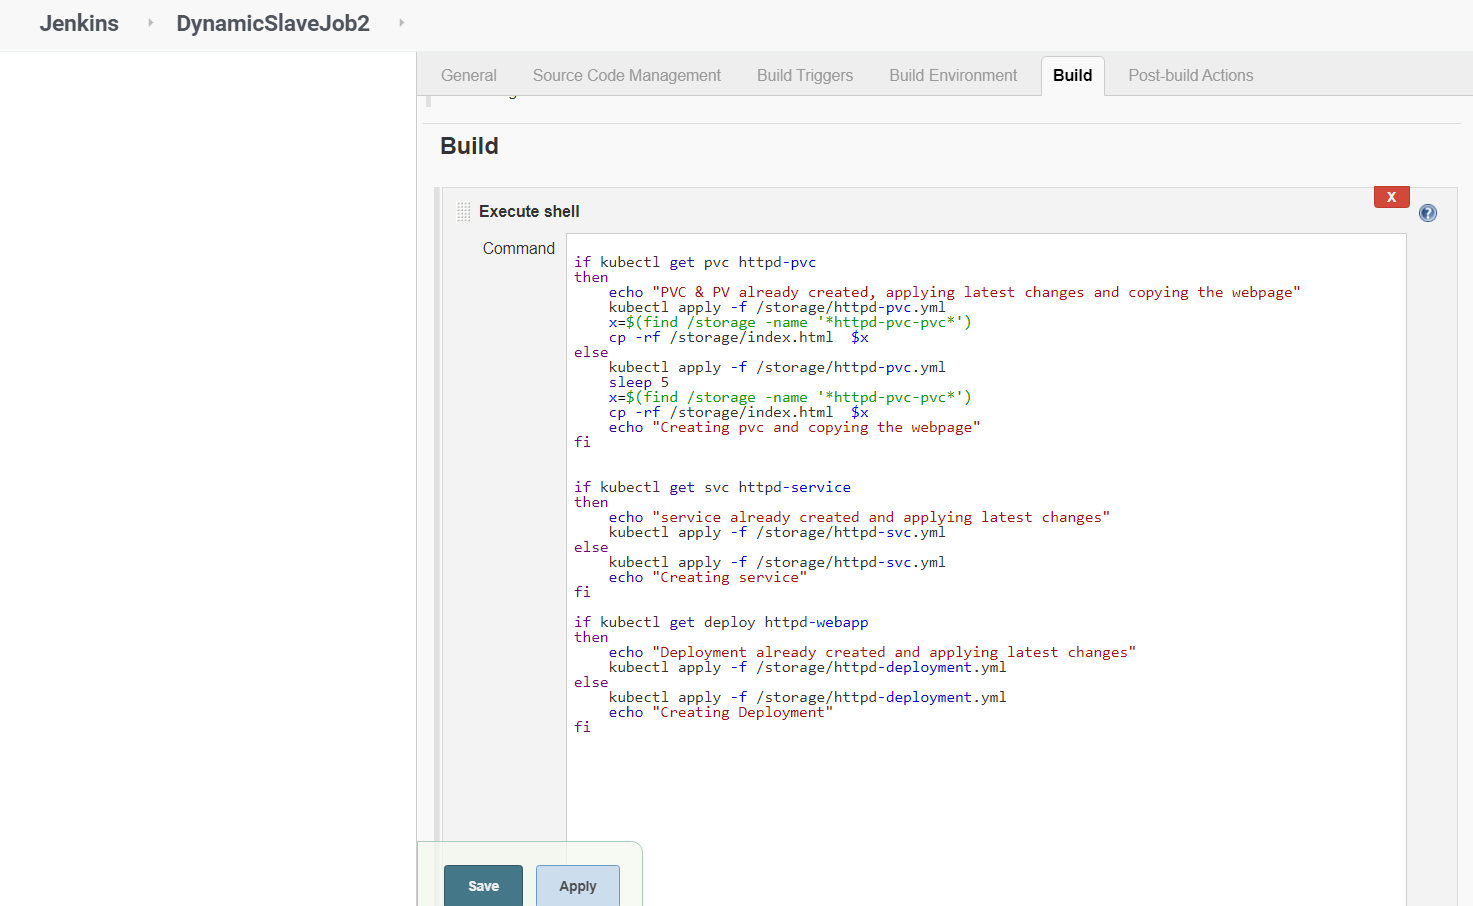 Jenkins DynamicSlaveJob2
General Source Code Management Build Triggers Build Environment Build Post-build Actions
Build
X
Execute shell
Command
if kubectl get pvc httpd-pvc
then
    echo "PVC & PV already created, applying latest changes and copying the webpage"
    kubectl apply -f /storage/httpd-pvc.yml
    x=$(find /storage -name '*httpd-pvc-pvc*')
    cp -rf /storage/index.html  $x
else
    kubectl apply -f /storage/httpd-pvc.yml
    sleep 5
    x=$(find /storage -name '*httpd-pvc-pvc*')
    cp -rf /storage/index.html  $x
    echo "Creating pvc and copying the webpage"
fi
if kubectl get svc httpd-service
then
    echo "service already created and applying latest changes"
    kubectl apply -f /storage/httpd-svc.yml
else
    kubectl apply -f /storage/httpd-svc.yml
    echo "Creating service"
fi
if kubectl get deploy httpd-webapp
then
    echo "Deployment already created and applying latest changes"
    kubectl apply -f /storage/httpd-deployment.yml
else
    kubectl apply -f /storage/httpd-deployment.yml
    echo "Creating Deployment"
fi
Save Apply